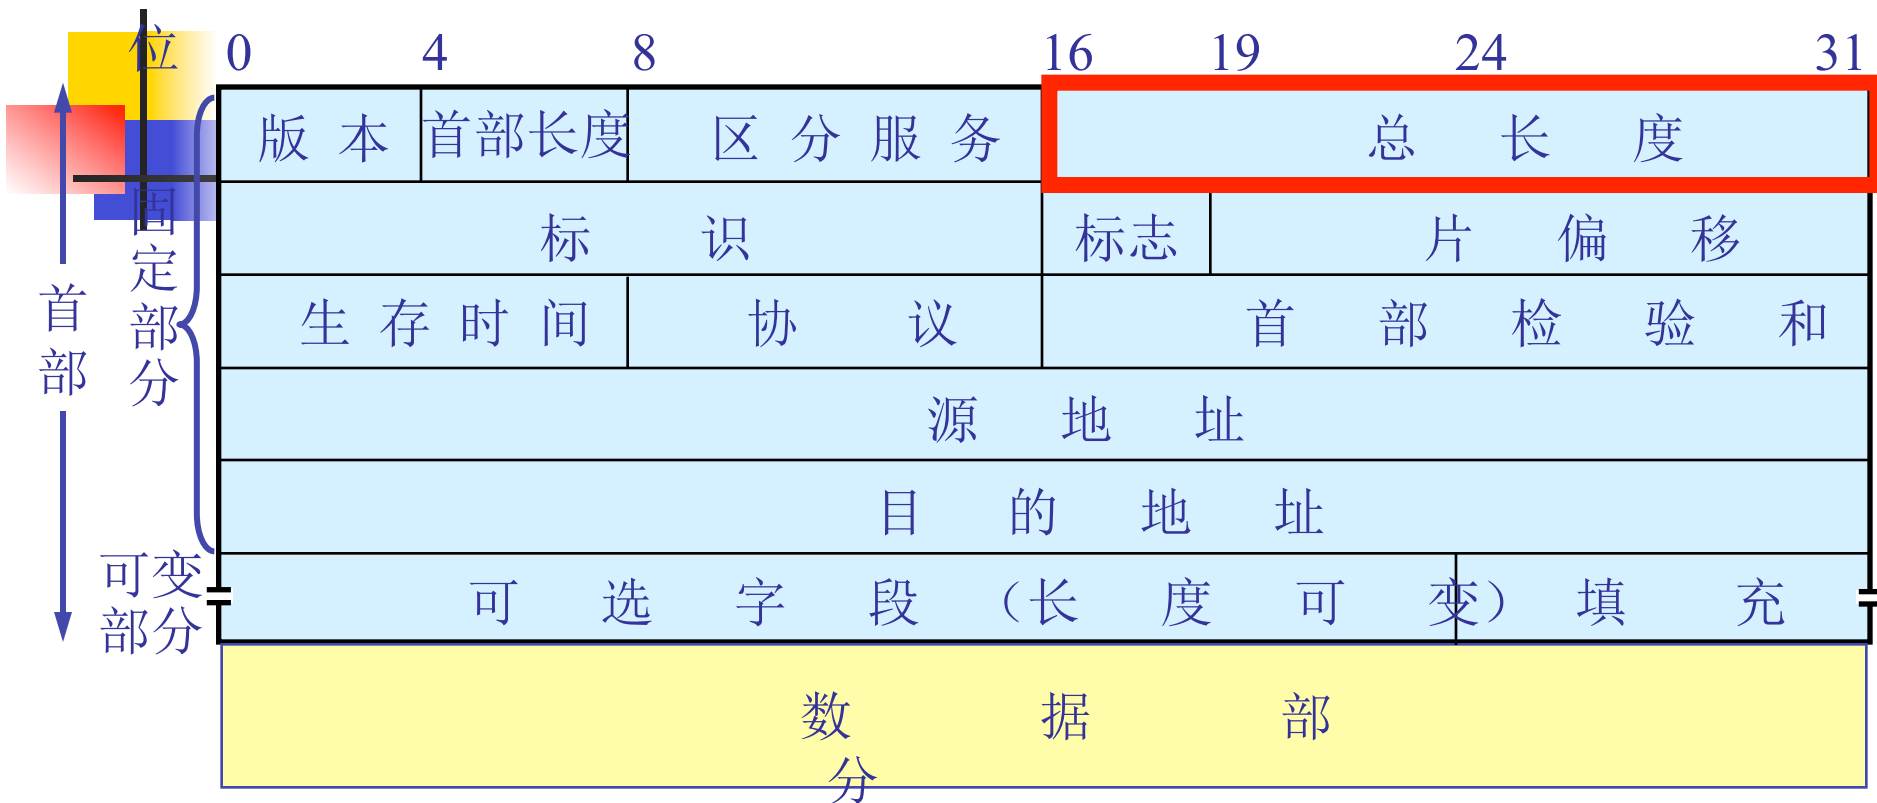 位 0 4 8 16 19 24 31
版本 首部长度 区分服务 总长度
标识 标志 片偏移
生存时间 协议 首部检验和
源地址
目的地址
可选字段（长度可变） 填充
数据部
分
首部
固定部分
可变
部分